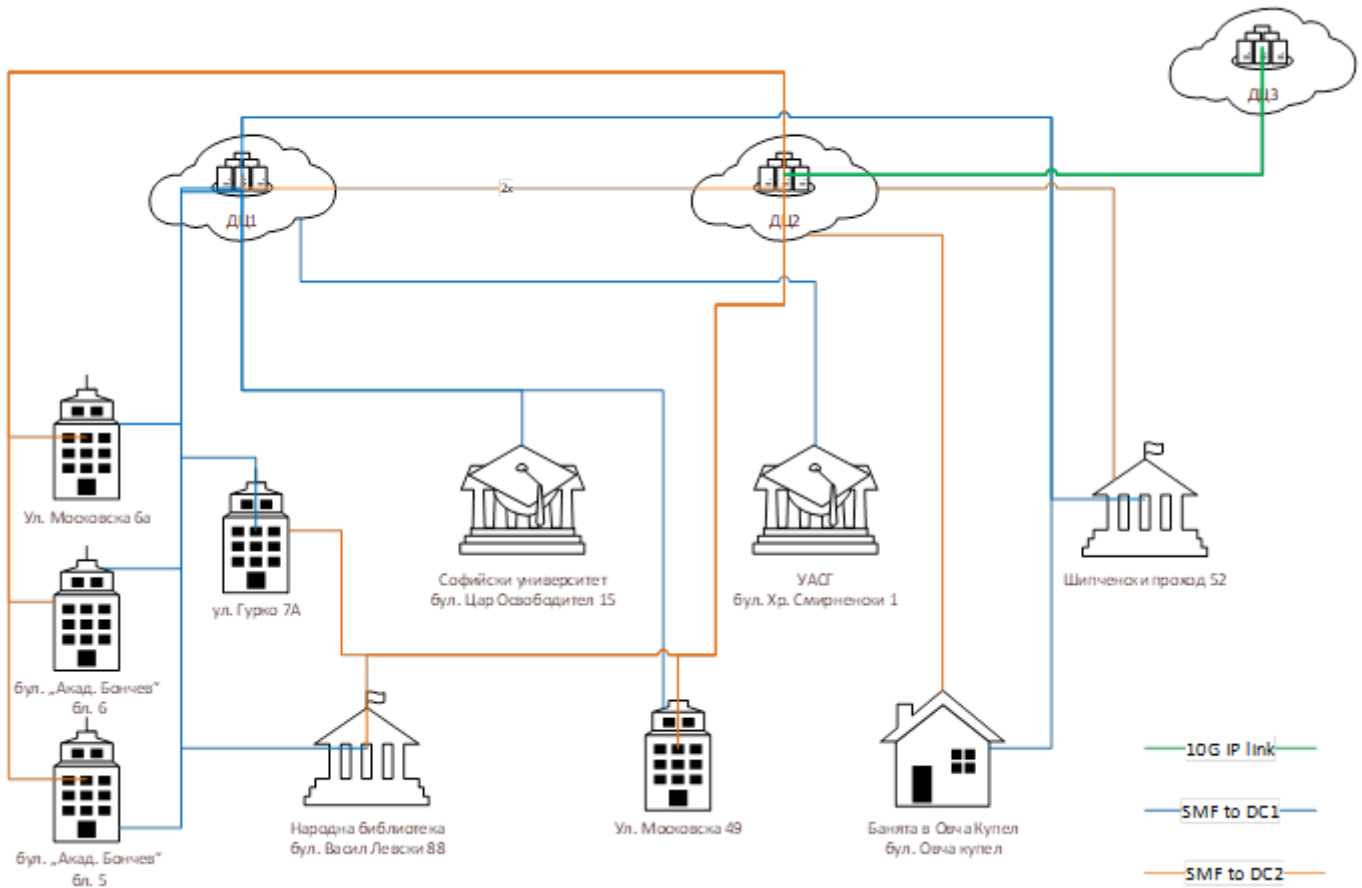 ДЦ3
ДЦ1
2x
ДЦ2
Ул. Московска 6а
ул. Гурко 7А
Софийски университет
бул. Цар Освободител 15
УАСГ
бул. Хр. Смирненски 1
Шипченски проход 52
бул. „Акад. Бончев“
бл. 6
Народна библиотека
бул. Васил Левски 88
Ул. Московска 49
Банята в Овча Купел
бул. Овча купел
бул. „Акад. Бончев“
бл. 5
10G IP link
SMF to DC1
SMF to DC2